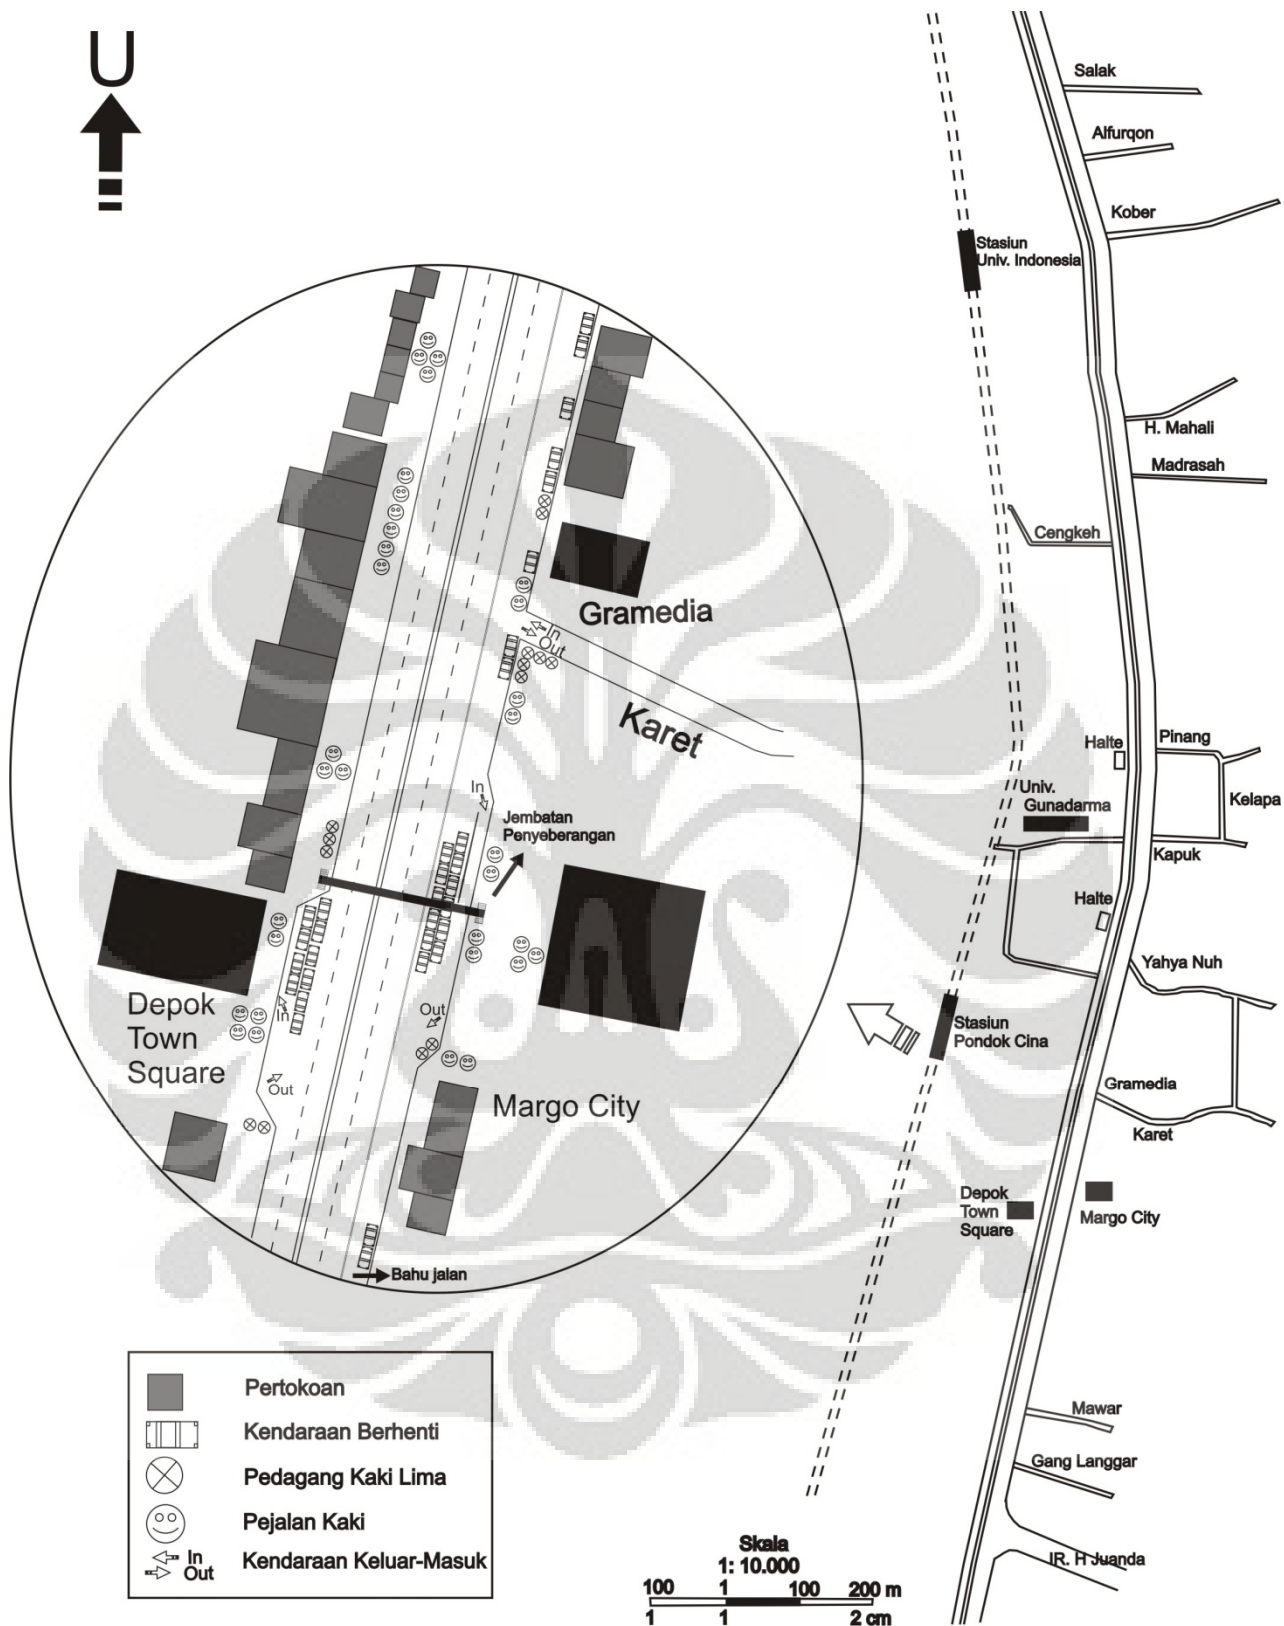 U
Salak
Alfurqon
Kober
Stasiun
Univ. Indonesia
H. Mahali
Madrasah
Cengkeh
Gramedia
In
Out
Karet
Halte
Pinang
Univ.
Gunadarma
Kelapa
Kapuk
In
Jembatan
Penyeberangan
Halte
Yahya Nuh
Depok
Town
Square
In
Out
Out
Stasiun
Pondok Cina
Margo City
Gramedia
Karet
Depok
Town
Square
Margo City
Bahu jalan
Pertokoan
Kendaraan Berhenti
Pedagang Kaki Lima
Pejalan Kaki
In
Out
Kendaraan Keluar-Masuk
Mawar
Gang Langgar
IR. H Juanda
Skala
1: 10.000
100 1 100 200 m
1 1 2 cm